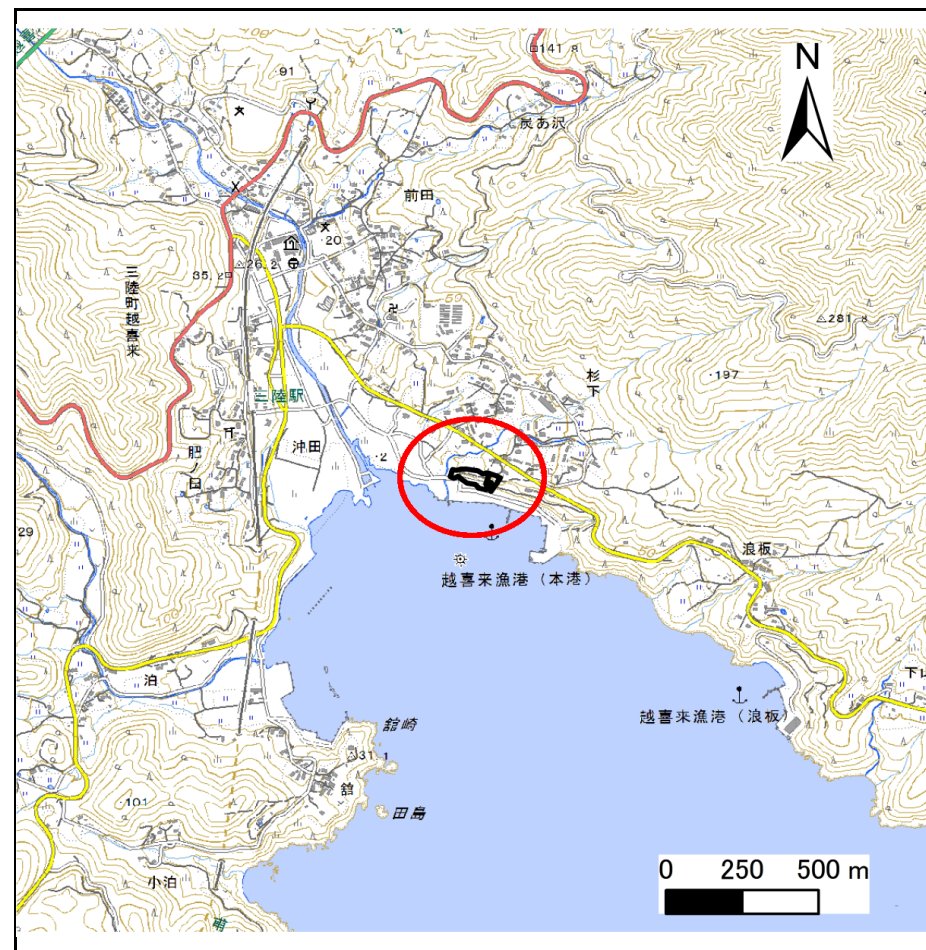 141.8
91
N
炭あ沢
前田
20
26.2
35.2
三陸町越喜来
281.8
197
杉下
三陸駅
沖田
2
肥ノ田
29
50
浪板
越喜来漁港（本港）
泊
越喜来漁港（浪板）
舘崎
31.1
舘
101
田島
小泊
0 250 500 m